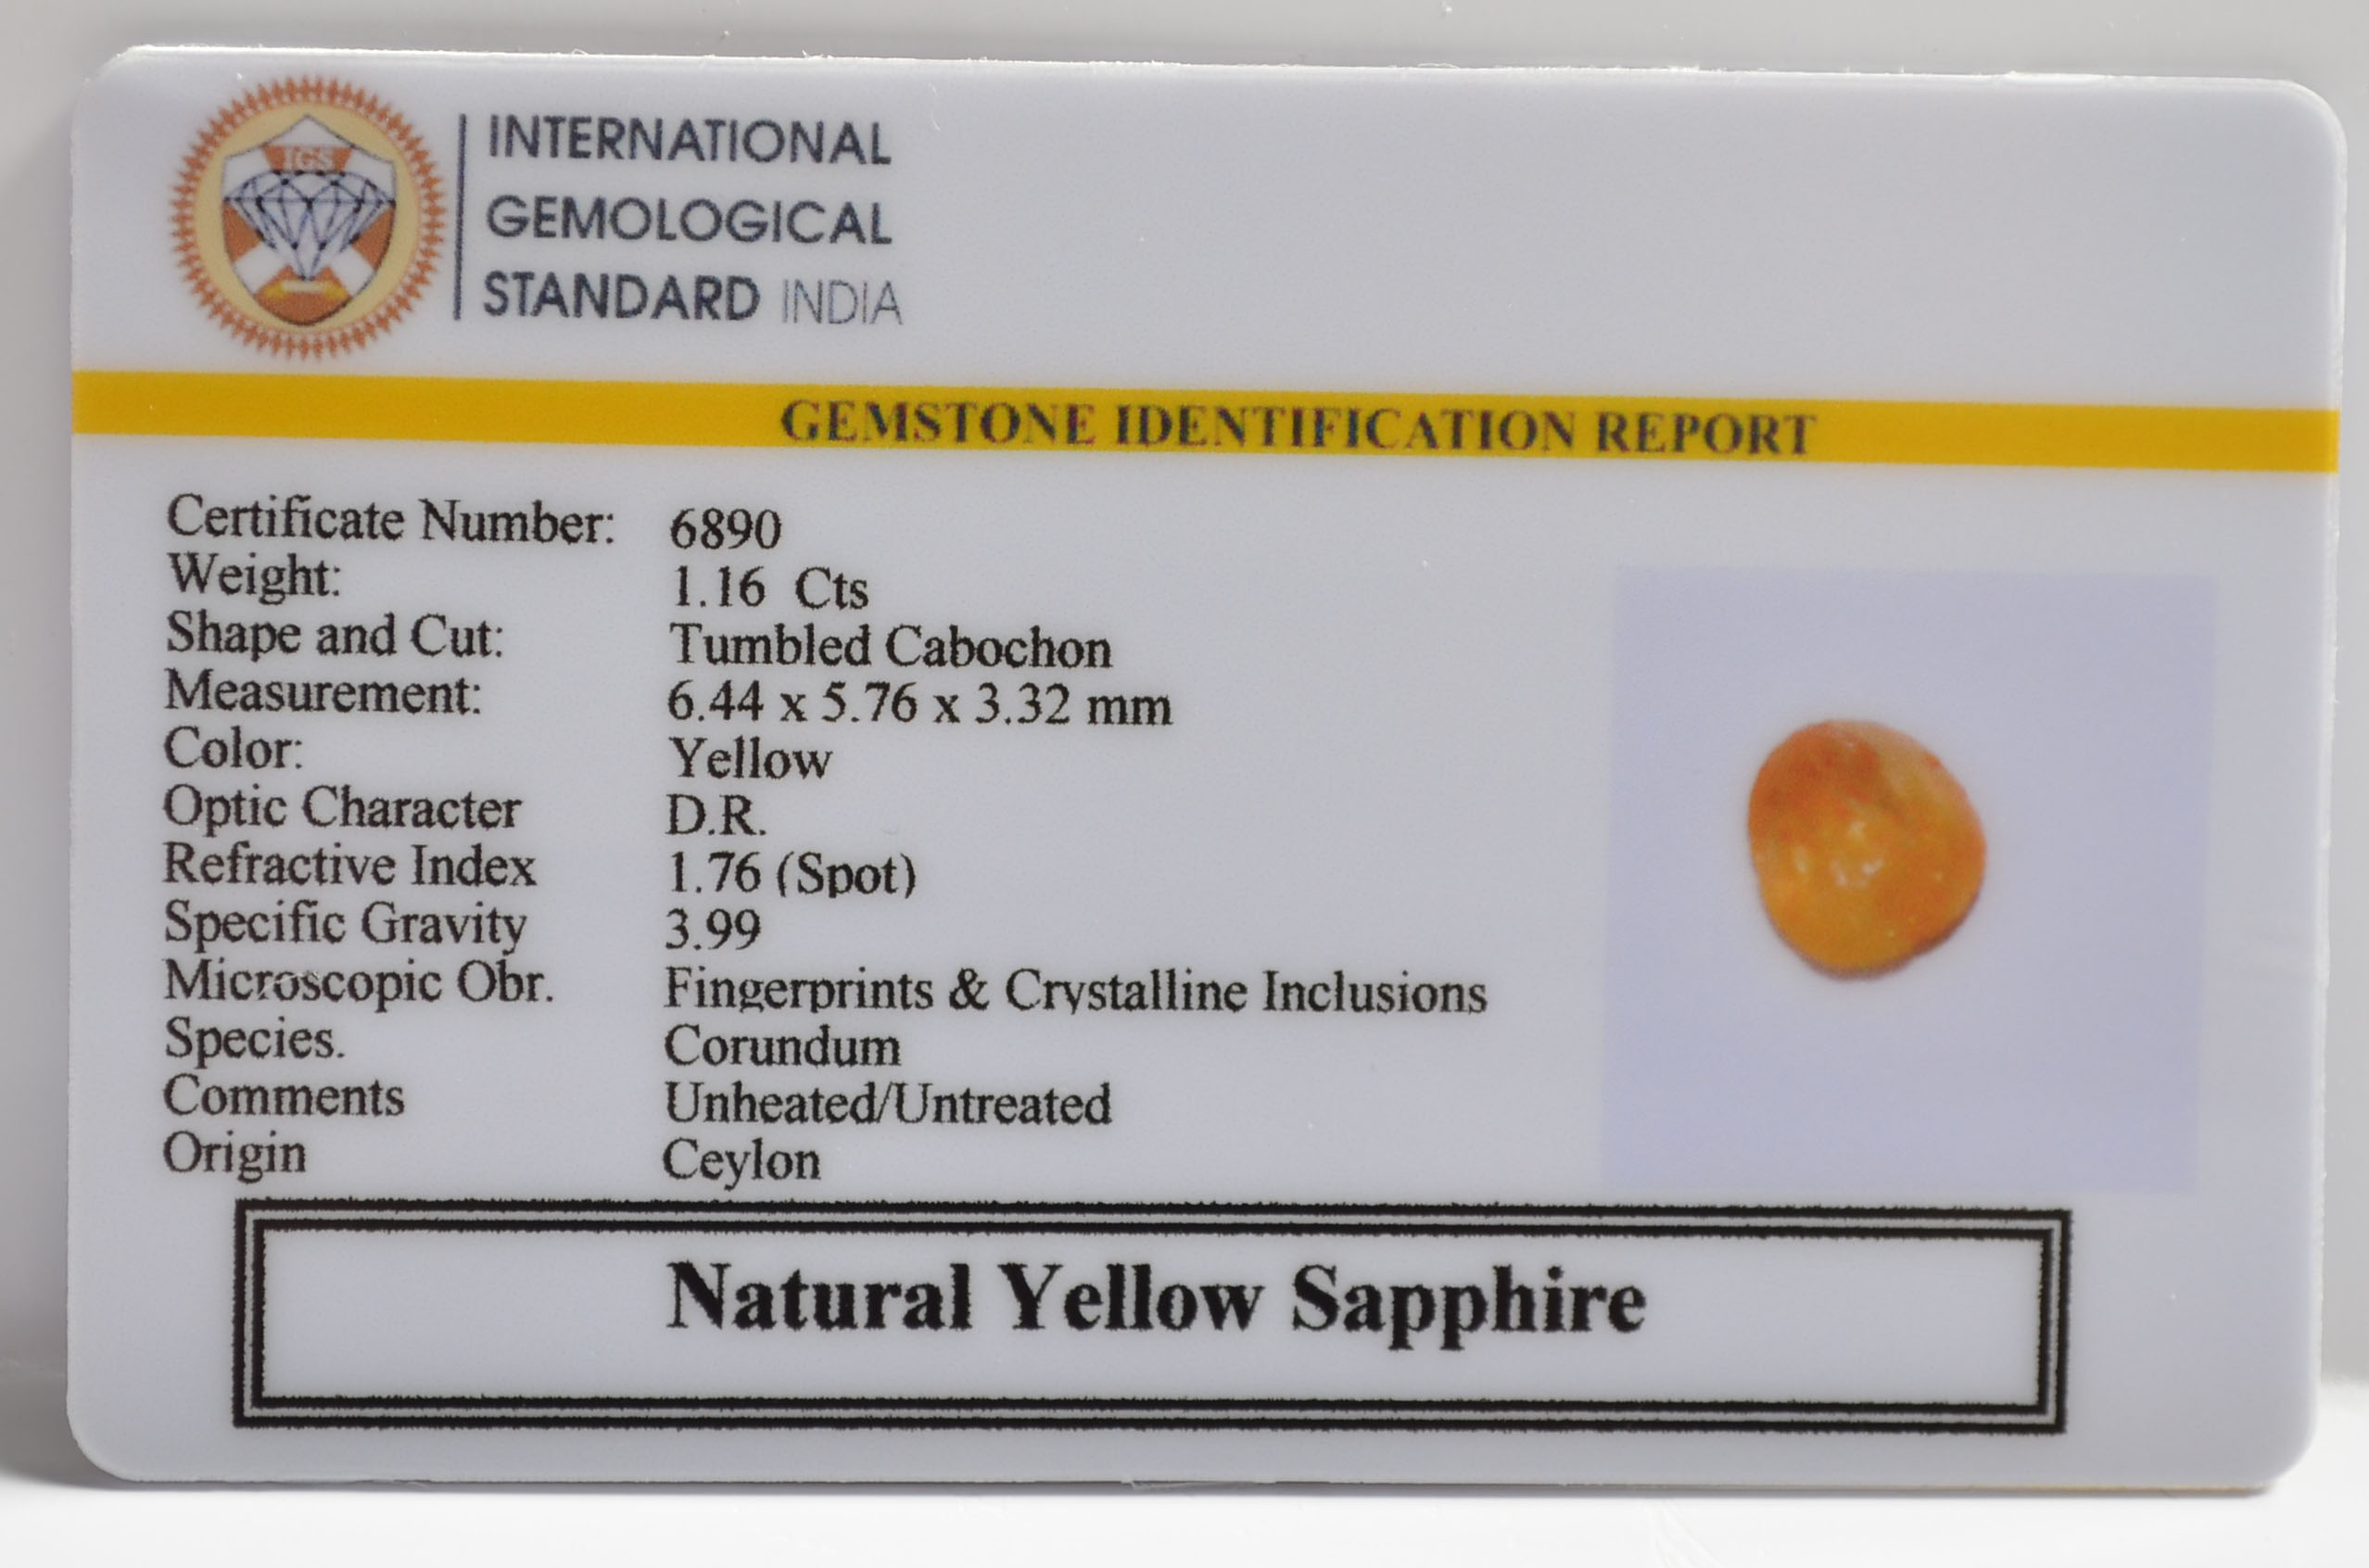 IGS
INTERNATIONAL
GEMOLOGICAL
STANDARD INDIA
GEMSTONE IDENTIFICATION REPORT
Certificate Number: 6890
Weight: 1.16 Cts
Shape and Cut: Tumbled Cabochon
Measurement: 6.44 x 5.76 x 3.32 mm
Color: Yellow
Optic Character D.R.
Refractive Index 1.76 (Spot)
Specific Gravity 3.99
Microscopic Obr. Fingerprints & Crystalline Inclusions
Species. Corundum
Comments Unheated/Untreated
Origin Ceylon
Natural Yellow Sapphire